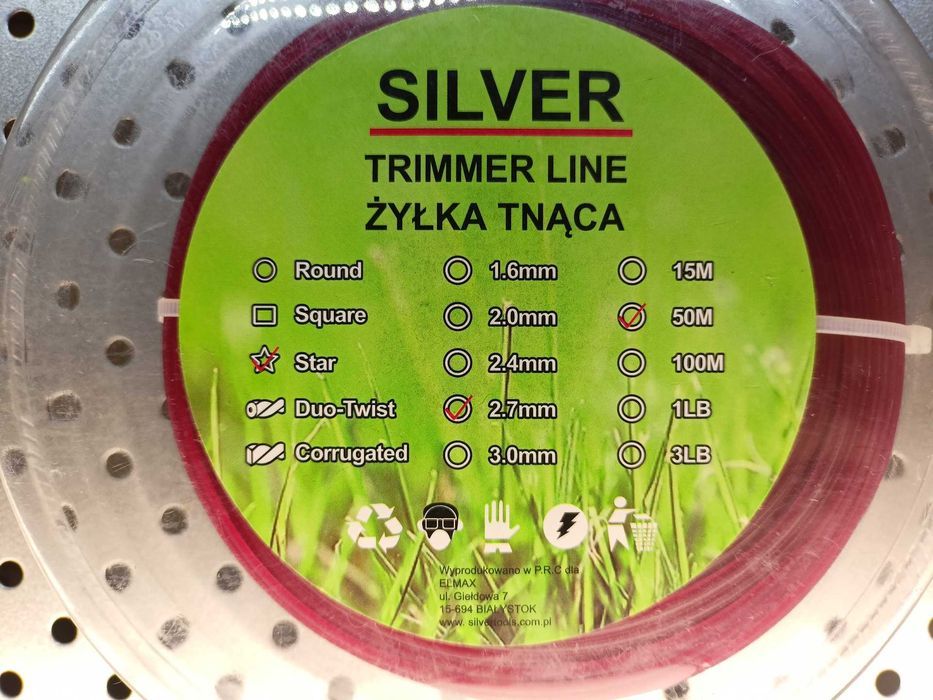 SILVER
TRIMMER LINE
ŻYŁKA TNĄCA
Round 1.6mm 15M
Square 2.0mm 50M
Star 2.4mm 100M
Duo-Twist 2.7mm 1LB
Corrugated 3.0mm 3LB
Wyprodukowano w P.R.C dla
ELMAX
ul. Giełdowa 7
15-694 BIAŁYSTOK
www. silvertools.com.pl